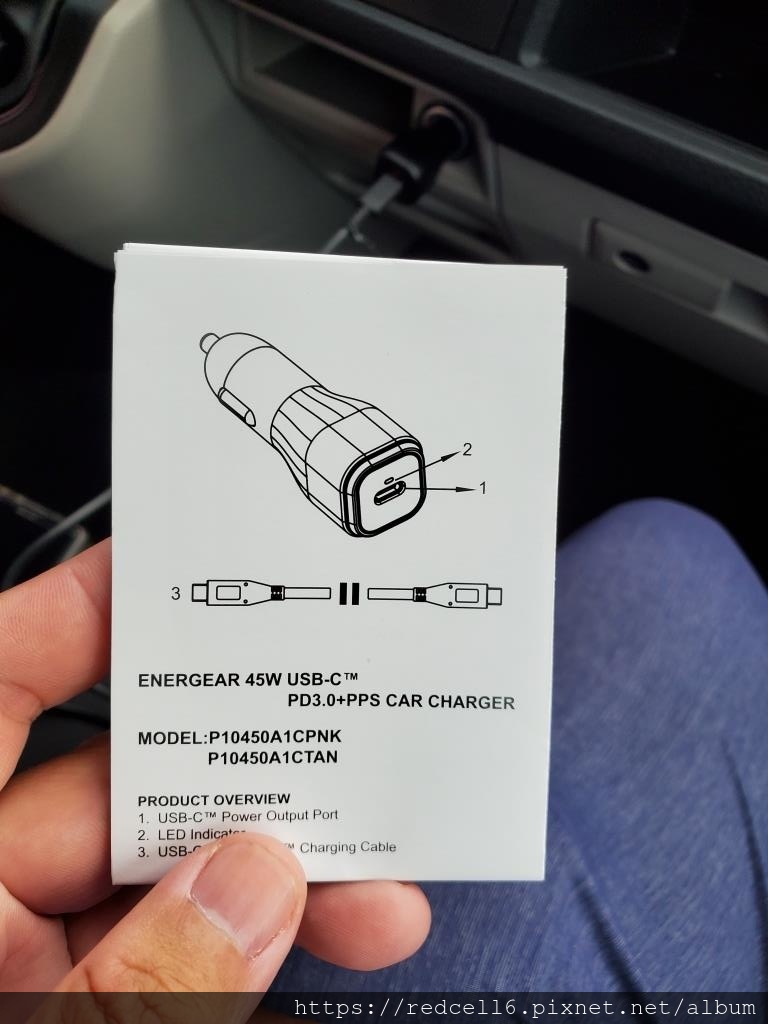 2
1
3
ENERGEAR 45W USB-C™
PD3.0+PPS CAR CHARGER
MODEL:P10450A1CPNK
P10450A1CTAN
PRODUCT OVERVIEW
1. USB-C™ Power Output Port
2. LED Indicator
3. USB-C ™ Charging Cable
https://redcell6.pixnet.net/album